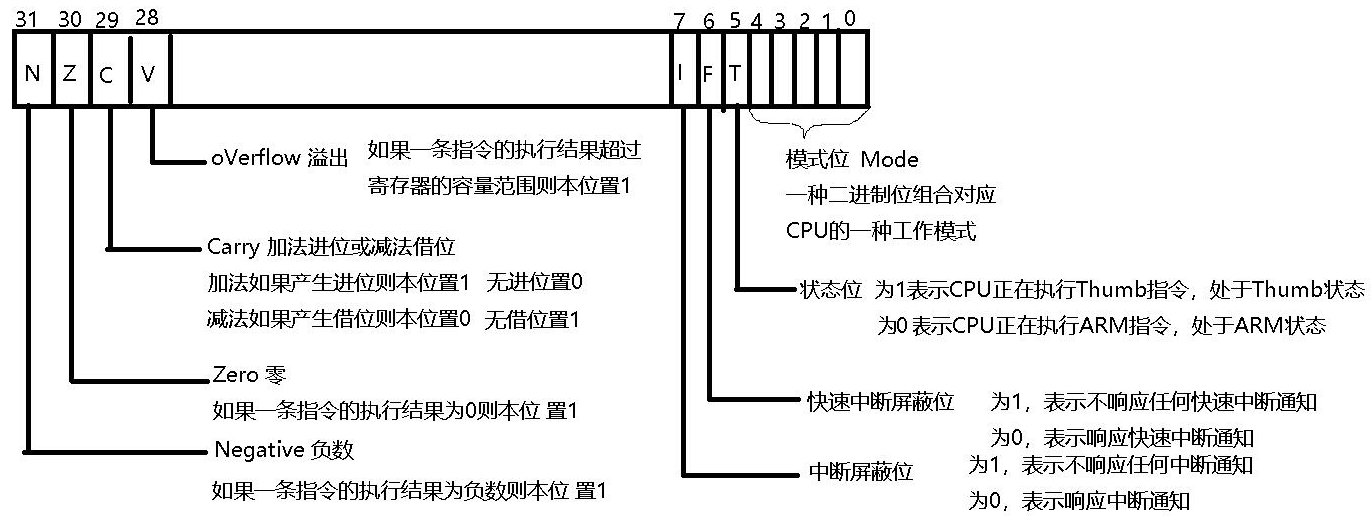 31 30 29 28 7 6 5 4 3 2 1 0
N Z C V I F T
oVerflow 溢出 如果一条指令的执行结果超过
寄存器的容量范围则本位置1
模式位 Mode
一种二进制位组合对应
CPU的一种工作模式
Carry 加法进位或减法借位
加法如果产生进位则本位置1 无进位置0
减法如果产生借位则本位置0 无借位置1
状态位 为1表示CPU正在执行Thumb指令，处于Thumb状态
为0 表示CPU正在执行ARM指令，处于ARM状态
Zero 零
如果一条指令的执行结果为0则本位 置1
快速中断屏蔽位 为1，表示不响应任何快速中断通知
为0，表示响应快速中断通知
Negative 负数
如果一条指令的执行结果为负数则本位 置1
中断屏蔽位 为1，表示不响应任何中断通知
为0，表示响应中断通知